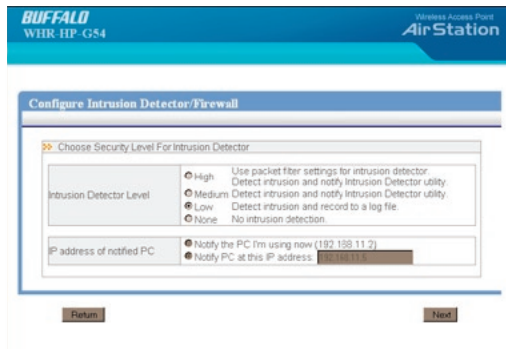 BUFFALO
WHR-HP-G54
Wireless Access Point
AirStation
Configure Intrusion Detector/Firewall
Choose Security Level For Intrusion Detector
Intrusion Detector Level
High Use packet filter settings for intrusion detector.
Detect intrusion and notify Intrusion Detector utility
Medium Detect intrusion and notify Intrusion Detector utility.
Low Detect intrusion and record to a log file.
None No intrusion detection.
IP address of notified PC
Notify the PC I'm using now (192.168.11.2)
Notify PC at this IP address:
Return
Next